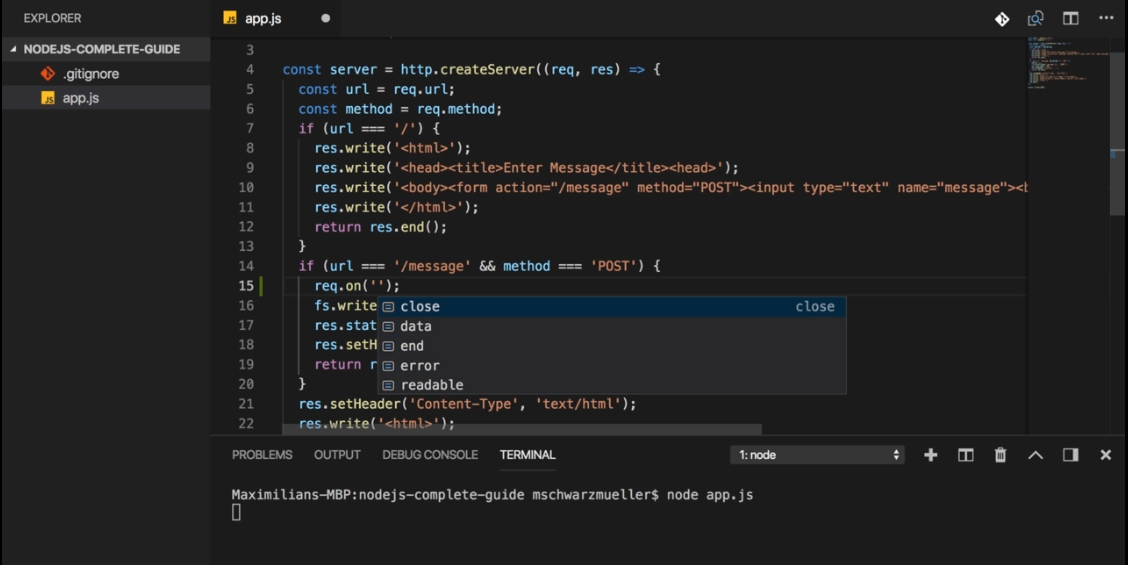 EXPLORER
app.js
NODEJS-COMPLETE-GUIDE
.gitignore
JS app.js
3
4 const server = http.createServer((req, res) => {
5 const url = req.url;
6 const method = req.method;
7 if (url === '/') {
8 res.write('<html>');
9 res.write('<head><title>Enter Message</title><head>');
10 res.write('<body><form action="/message" method="POST"><input type="text" name="message"><b
11 res.write('</html>');
12 return res.end();
13 }
14 if (url === '/message' && method === 'POST') {
15 req.on('');
16 fs.write
close close
17 res.stat
data
18 res.setH
end
19 return r
error
20 }
readable
21 res.setHeader('Content-Type', 'text/html');
22 res.write('<html>');
PROBLEMS OUTPUT DEBUG CONSOLE TERMINAL 1: node
Maximilians-MBP:nodejs-complete-guide mschwarzmueller$ node app.js